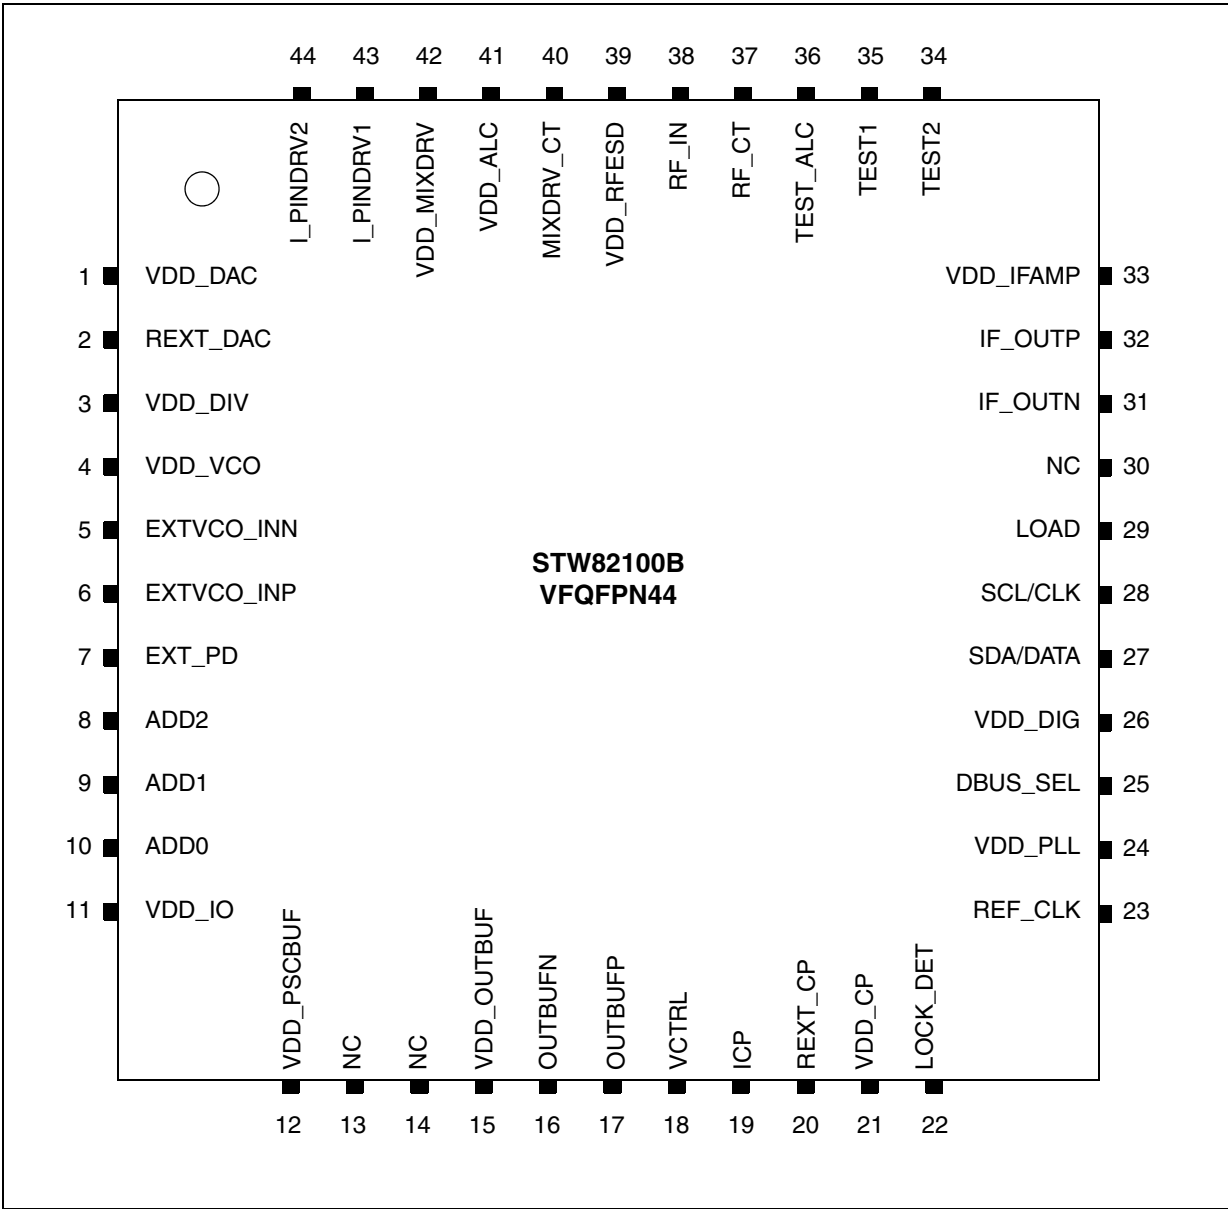 44 43 42 41 40 39 38 37 36 35 34
I_PINDRV2
I_PINDRV1
VDD_MIXDRV
VDD_ALC
MIXDRV_CT
VDD_RFESD
RF_IN
RF_CT
TEST_ALC
TEST1
TEST2
1 VDD_DAC
2 REXT_DAC
3 VDD_DIV
4 VDD_VCO
5 EXTVCO_INN
6 EXTVCO_INP
7 EXT_PD
8 ADD2
9 ADD1
10 ADD0
11 VDD_IO
STW82100B
VFQFPN44
VDD_IFAMP 33
IF_OUTP 32
IF_OUTN 31
NC 30
LOAD 29
SCL/CLK 28
SDA/DATA 27
VDD_DIG 26
DBUS_SEL 25
VDD_PLL 24
REF_CLK 23
VDD_PSCBUF
NC
NC
VDD_OUTBUF
OUTBUFN
OUTBUFP
VCTRL
ICP
REXT_CP
VDD_CP
LOCK_DET
12 13 14 15 16 17 18 19 20 21 22